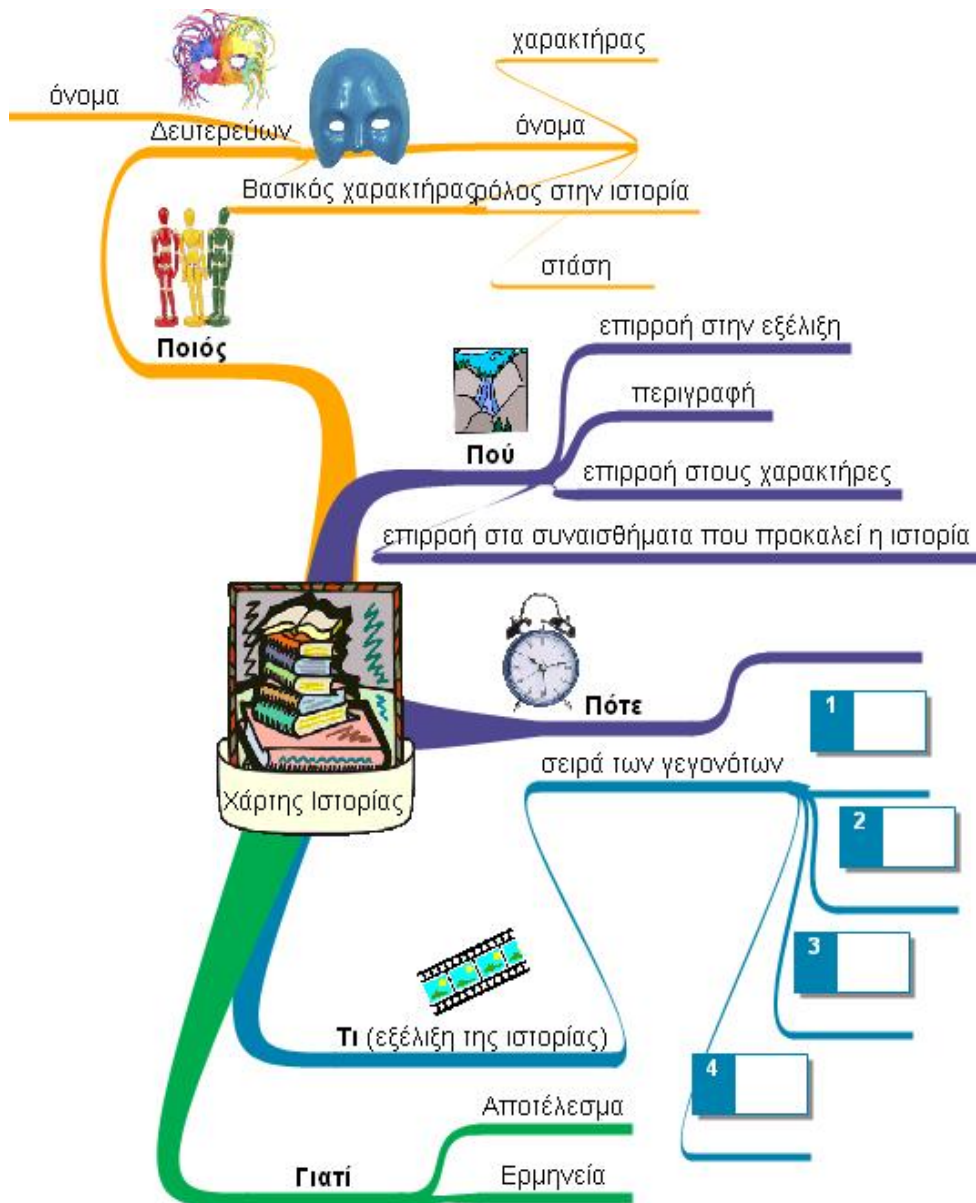 χαρακτήρας
όνομα
Δευτερεύων
όνομα
Βασικός χαρακτήρας
ρόλος στην ιστορία
στάση
Ποιός
επιρροή στην εξέλιξη
περιγραφή
Πού
επιρροή στους χαρακτήρες
επιρροή στα συναισθήματα που προκαλεί η ιστορία
Πότε
1
σειρά των γεγονότων
Χάρτης Ιστορίας
2
3
Τι (εξέλιξη της ιστορίας)
4
Αποτέλεσμα
Γιατί
Ερμηνεία